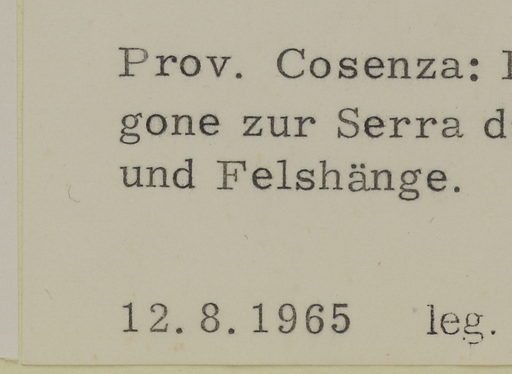 Prov. Cosenza:
gone zur Serra d
und Felshänge.
12.8.1965 leg.